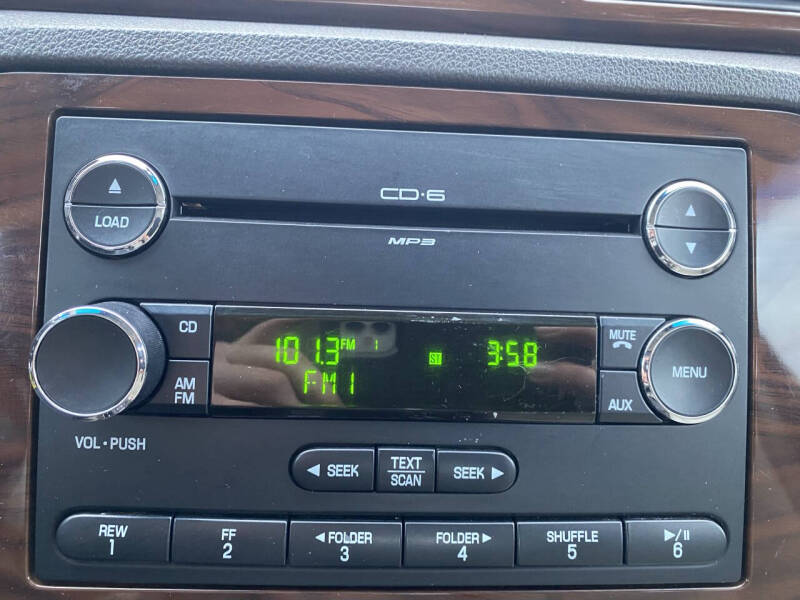 CD·6
LOAD
MP3
CD
AM
FM
101.3 FM 1
FM1
ST
3:58
MUTE
AUX
MENU
VOL • PUSH
SEEK
TEXT
SCAN
SEEK
REW
1
FF
2
FOLDER
3
FOLDER
4
SHUFFLE
5
6